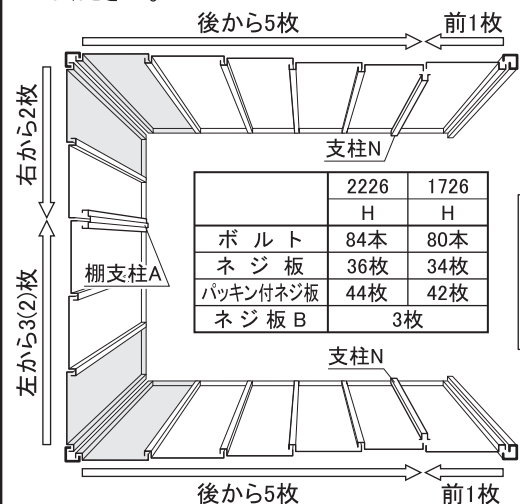 後から5枚 前1枚
右から2枚
支柱N
2226 1726
H H
ボルト 84本 80本
ネジ板 36枚 34枚
パッキン付ネジ板 44枚 42枚
ネジ板B 3枚
棚支柱A
左から3(2)枚
支柱N
後から5枚 前1枚